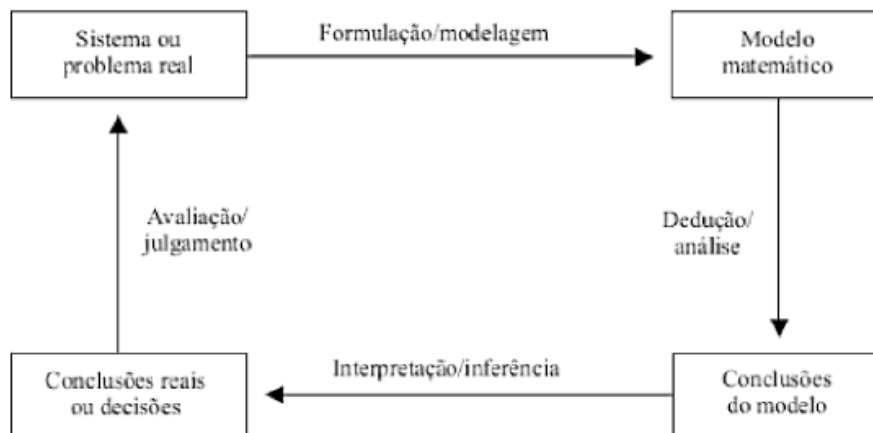 Sistema ou
problema real
Formulação/modelagem
Modelo
matemático
Avaliação/
julgamento
Dedução/
análise
Conclusões reais
ou decisões
Interpretação/inferência
Conclusões
do modelo